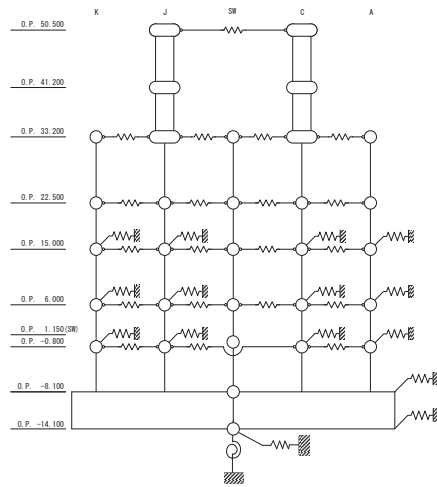 K J SW C A
O.P. 50.500
O.P. 41.200
O.P. 33.200
O.P. 22.500
O.P. 15.000
O.P. 6.000
O.P. 1.150(SW)
O.P. -0.800
O.P. -8.100
O.P. -14.100